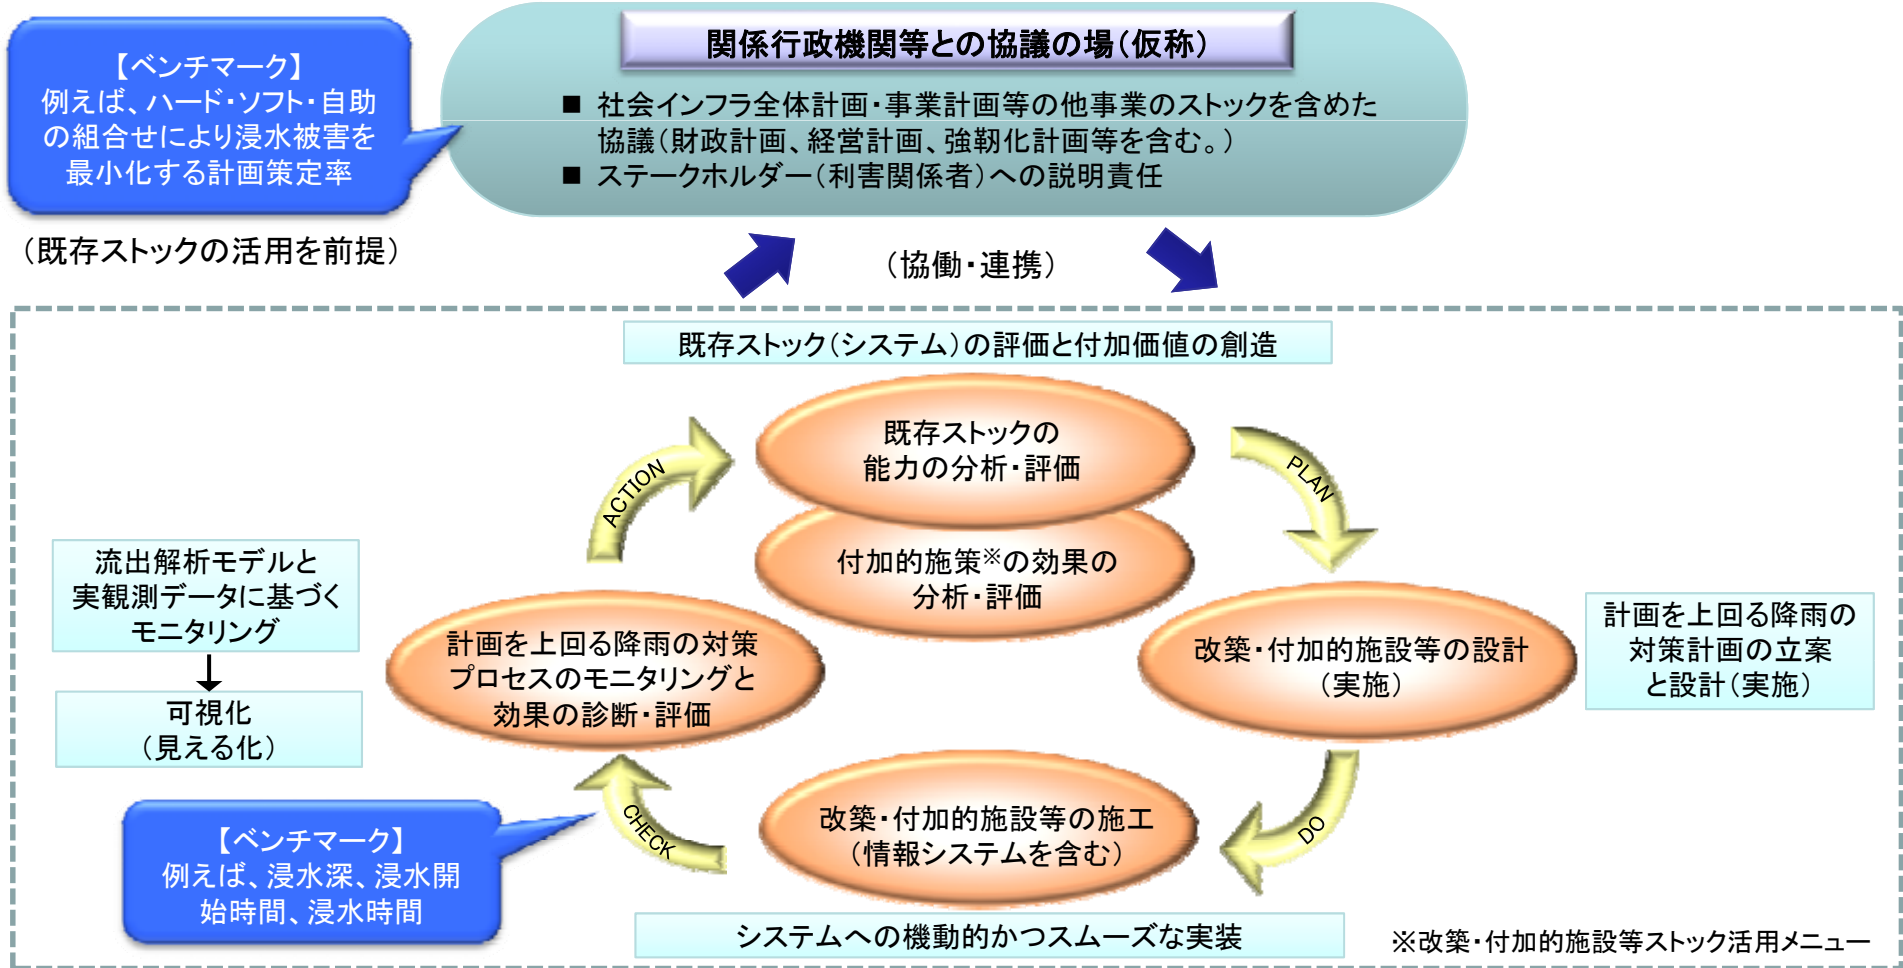 関係行政機関等との協議の場（仮称）
■ 社会インフラ全体計画・事業計画等の他事業のストックを含めた
協議（財政計画、経営計画、強靭化計画等を含む。）
■ ステークホルダー（利害関係者）への説明責任
【ベンチマーク】
例えば、ハード・ソフト・自助
の組合せにより浸水被害を
最小化する計画策定率
（既存ストックの活用を前提）
（協働・連携）
既存ストック（システム）の評価と付加価値の創造
既存ストックの
能力の分析・評価
付加的施策※の効果の
分析・評価
PLAN
改築・付加的施設等の設計
（実施）
計画を上回る降雨の
対策計画の立案
と設計（実施）
DO
改築・付加的施設等の施工
（情報システムを含む）
システムへの機動的かつスムーズな実装
CHECK
【ベンチマーク】
例えば、浸水深、浸水開
始時間、浸水時間
計画を上回る降雨の対策
プロセスのモニタリングと
効果の診断・評価
ACTION
流出解析モデルと
実観測データに基づく
モニタリング
可視化
（見える化）
※改築・付加的施設等ストック活用メニュー